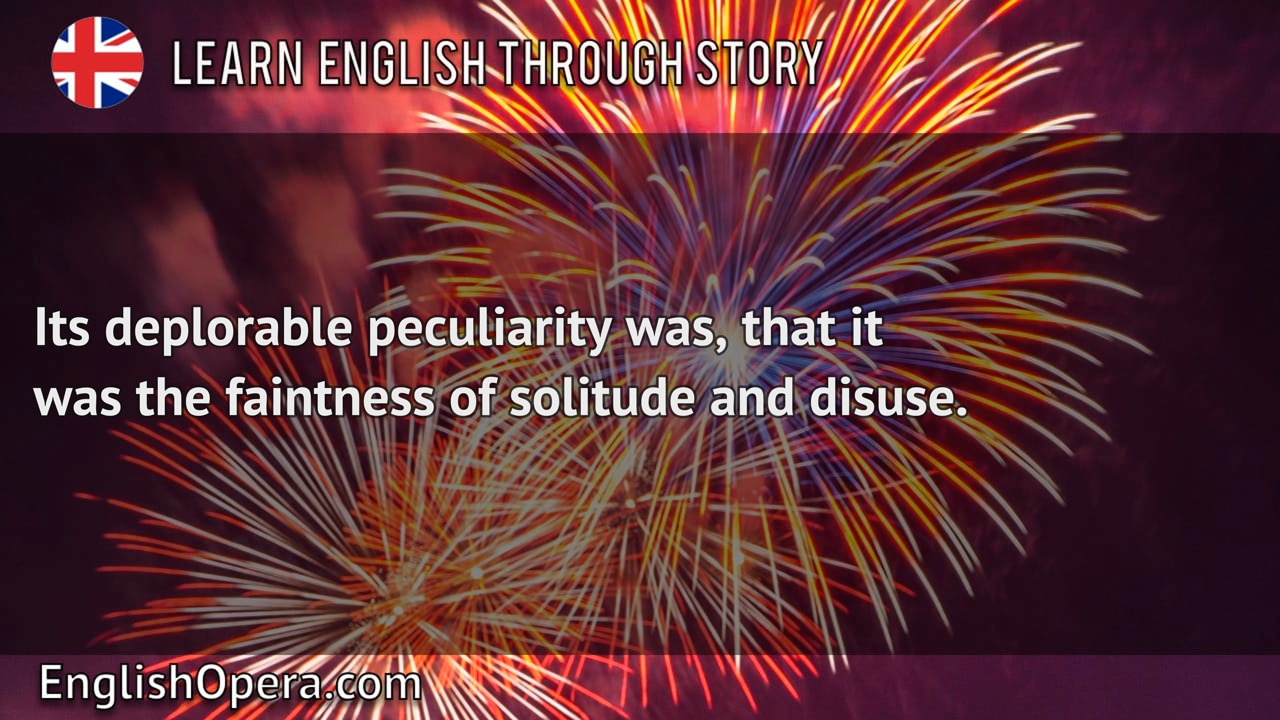 LEARN ENGLISH THROUGH STORY
Its deplorable peculiarity was, that it
was the faintness of solitude and disuse.
EnglishOpera.com